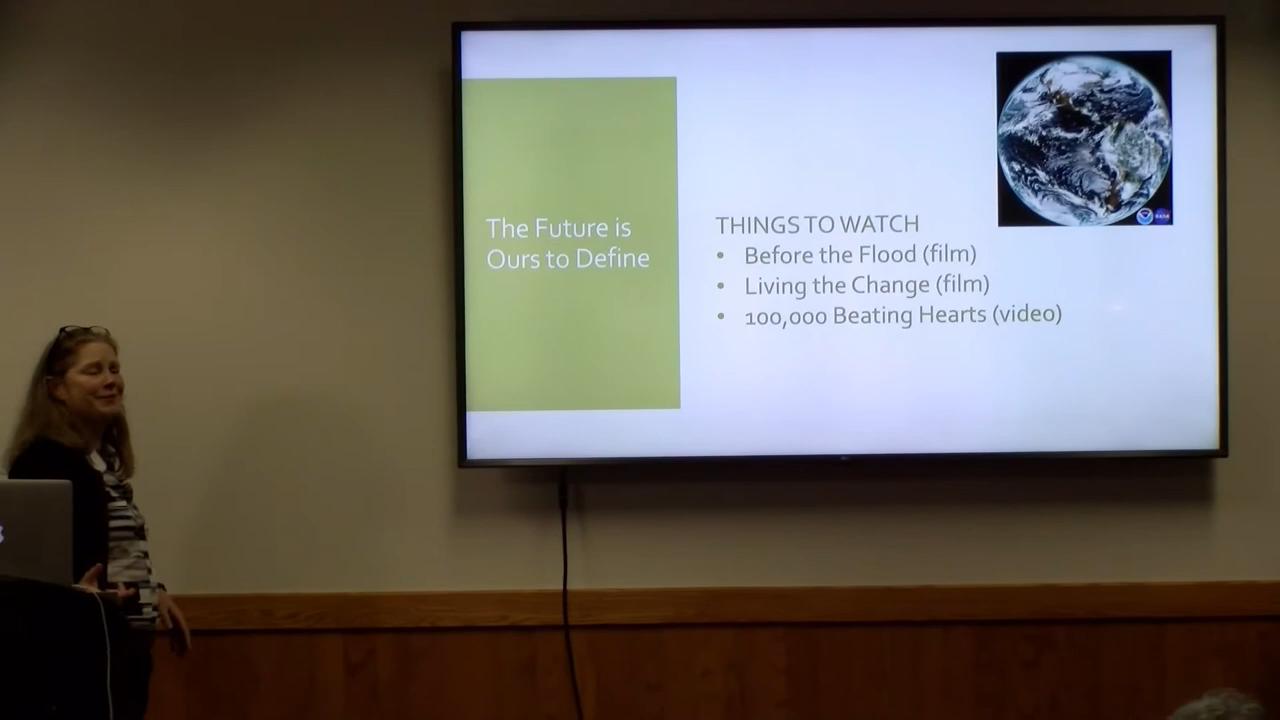 The Future is
Ours to Define
THINGS TO WATCH
• Before the Flood (film)
• Living the Change (film)
• 100,000 Beating Hearts (video)